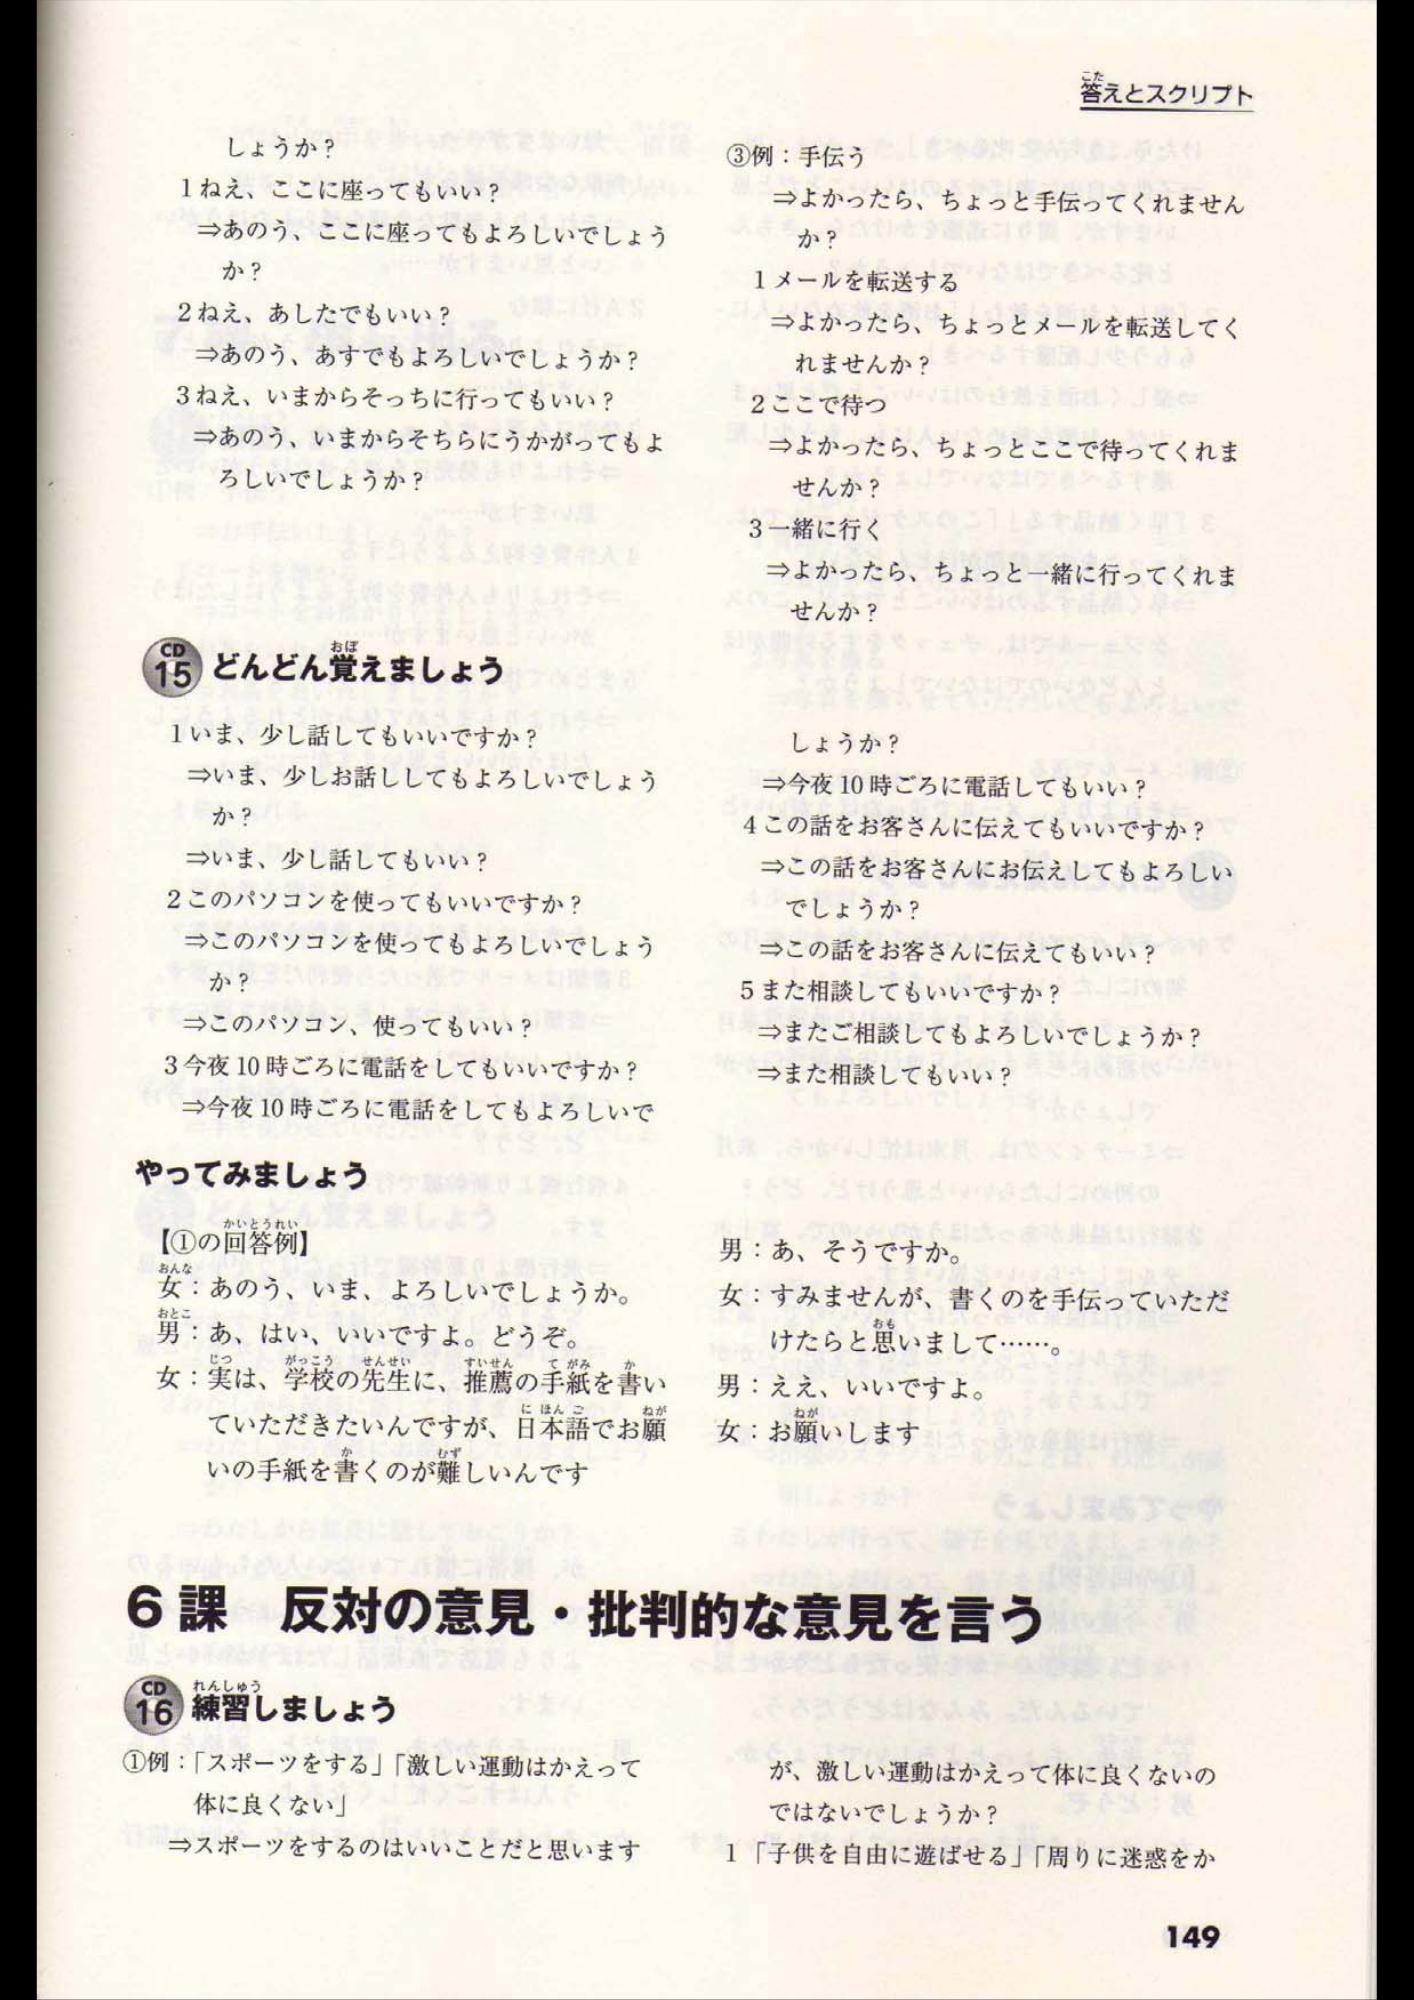 答えとスクリプト
しょうか？
1ねえ、ここに座ってもいい？
⇒あのう、ここに座ってもよろしいでしょう
か？
2ねえ、あしたでもいい？
⇒あのう、あすでもよろしいでしょうか？
3ねえ、いまからそっちに行ってもいい？
⇒あのう、いまからそちらにうかがってもよ
ろしいでしょうか？
③例：手伝う
⇒よかったら、ちょっと手伝ってくれません
か？
1メールを転送する
⇒よかったら、ちょっとメールを転送してく
れませんか？
2ここで待つ
⇒よかったら、ちょっとここで待ってくれま
せんか？
3一緒に行く
⇒よかったら、ちょっと一緒に行ってくれま
せんか？
CD 15 どんどん覚えましょう
1いま、少し話してもいいですか？
⇒いま、少しお話ししてもよろしいでしょう
か？
⇒いま、少し話してもいい？
2このパソコンを使ってもいいですか？
⇒このパソコンを使ってもよろしいでしょう
か？
⇒このパソコン、使ってもいい？
3今夜10時ごろに電話をしてもいいですか？
⇒今夜10時ごろに電話をしてもよろしいで
しょうか？
⇒今夜10時ごろに電話してもいい？
4この話をお客さんに伝えてもいいですか？
⇒この話をお客さんにお伝えしてもよろしい
でしょうか？
⇒この話をお客さんに伝えてもいい？
5また相談してもいいですか？
⇒またご相談してもよろしいでしょうか？
⇒また相談してもいい？
やってみましょう
【①の回答例】
女：あのう、いま、よろしいでしょうか。
男：あ、はい、いいですよ。どうぞ。
女：実は、学校の先生に、推薦の手紙を書い
ていただきたいんですが、日本語でお願
いの手紙を書くのが難しいんです
男：あ、そうですか。
女：すみませんが、書くのを手伝っていただ
けたらと思いまして……。
男：ええ、いいですよ。
女：お願いします
6課　反対の意見・批判的な意見を言う
CD 16 練習しましょう
①例：「スポーツをする」「激しい運動はかえって
体に良くない」
⇒スポーツをするのはいいことだと思います
が、激しい運動はかえって体に良くないの
ではないでしょうか？
1「子供を自由に遊ばせる」「周りに迷惑をか
149